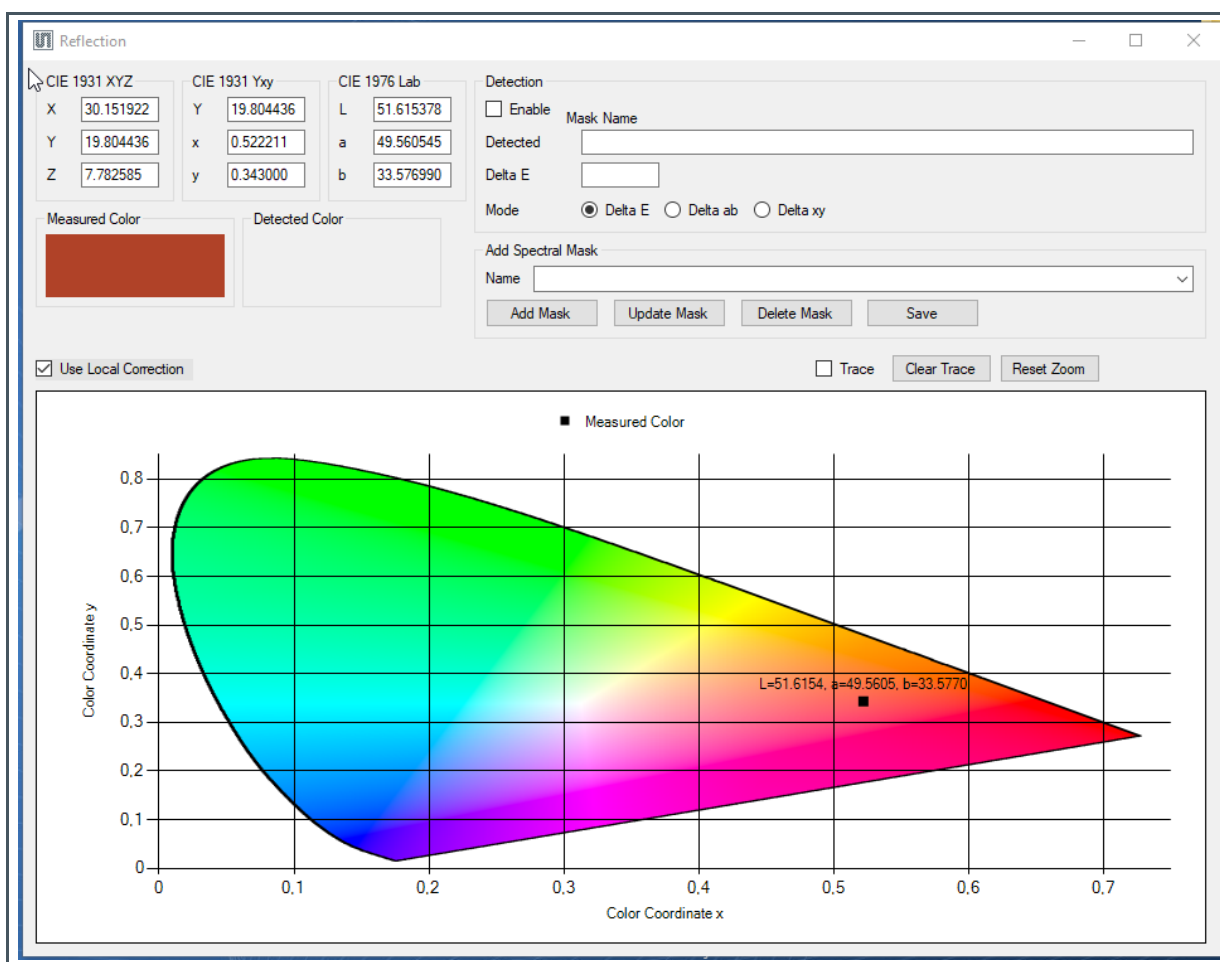 Reflection
CIE 1931 XYZ
X 30.151922
Y 19.804436
Z 7.782585
CIE 1931 Yxy
Y 19.804436
x 0.522211
y 0.343000
CIE 1976 Lab
L 51.615378
a 49.560545
b 33.576990
Detection
Enable
Mask Name
Detected
Delta E
Mode Delta E Delta ab Delta xy
Measured Color
Detected Color
Add Spectral Mask
Name
Add Mask Update Mask Delete Mask Save
Use Local Correction
Trace Clear Trace Reset Zoom
Measured Color
0,8
0,7
0,6
0,5
0,4
0,3
0,2
0,1
0
Color Coordinate y
L=51.6154, a=49.5605, b=33.5770
0 0,1 0,2 0,3 0,4 0,5 0,6 0,7
Color Coordinate x